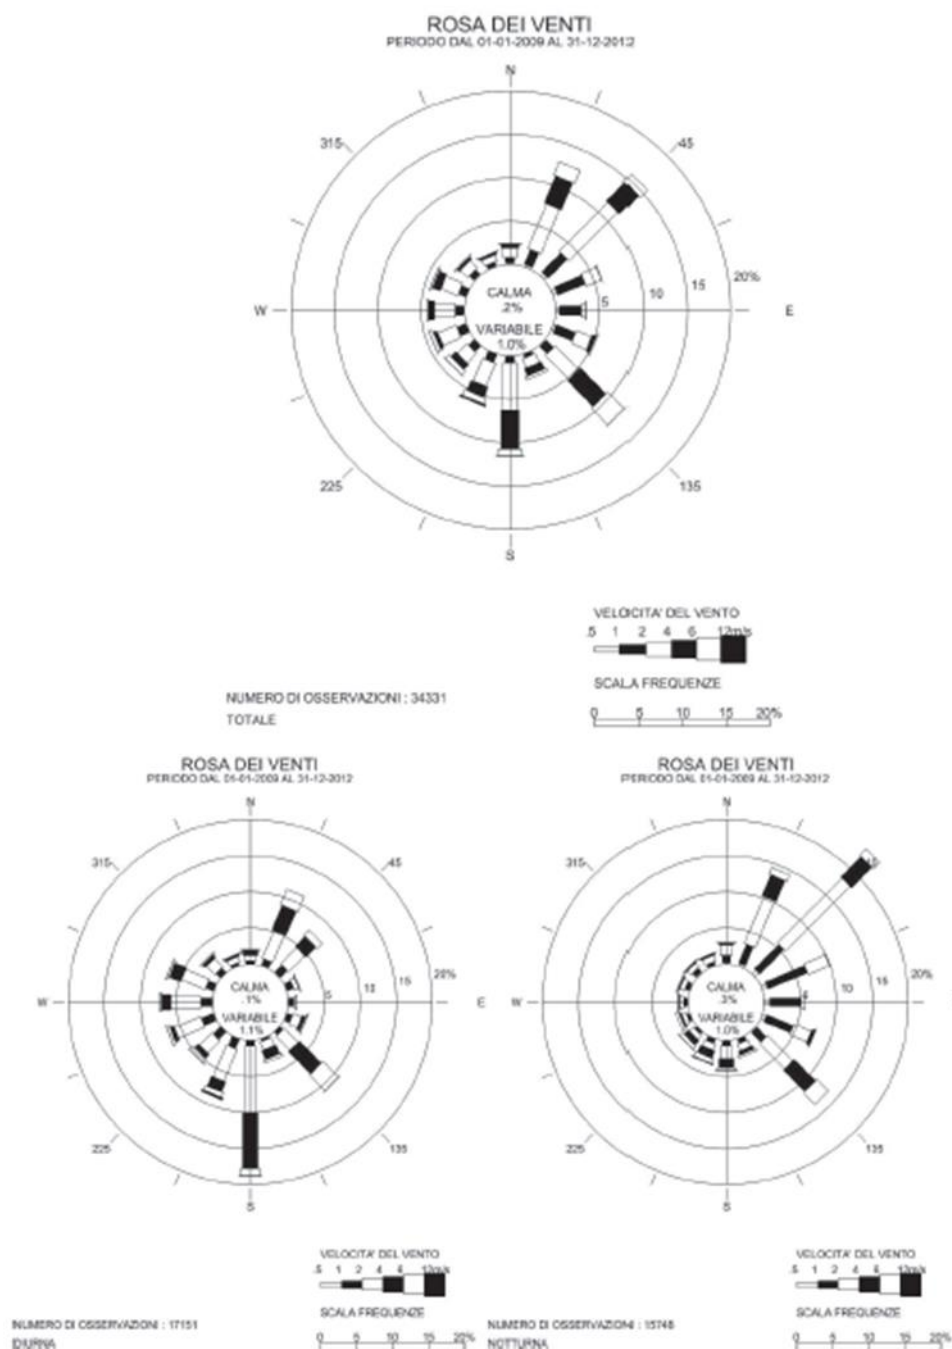 ROSA DEI VENTI
PERIODO DAL 01-01-2009 AL 31-12-2012
N
315
45
CALMA
.2%
VARIABILE
1.0%
5
10
15
20%
W
E
225
135
S
VELOICITA' DEL VENTO
.5 1 2 4 6 12m/s
SCALA FREQUENZE
0 5 10 15 20%
NUMERO DI OSSERVAZIONI : 34331
TOTALE
ROSA DEI VENTI
PERIODO DAL 01-01-2009 AL 31-12-2012
N
315
45
CALMA
.1%
VARIABILE
1.1%
5
10
15
20%
W
E
225
135
S
VELOCITA' DEL VENTO
.5 1 2 4 6 12m/s
SCALA FREQUENZE
0 5 10 15 20%
NUMERO DI OSSERVAZIONI : 17151
DIURNA
ROSA DEI VENTI
PERIODO DAL 01-01-2009 AL 31-12-2012
N
315
45
CALMA
.3%
VARIABILE
1.0%
10
15
20%
W
225
135
S
VELOCITA' DEL VENTO
.5 1 2 4 6 12m/s
SCALA FREQUENZE
0 5 10 15 20%
NUMERO DI OSSERVAZIONI : 15746
NOTTURNA